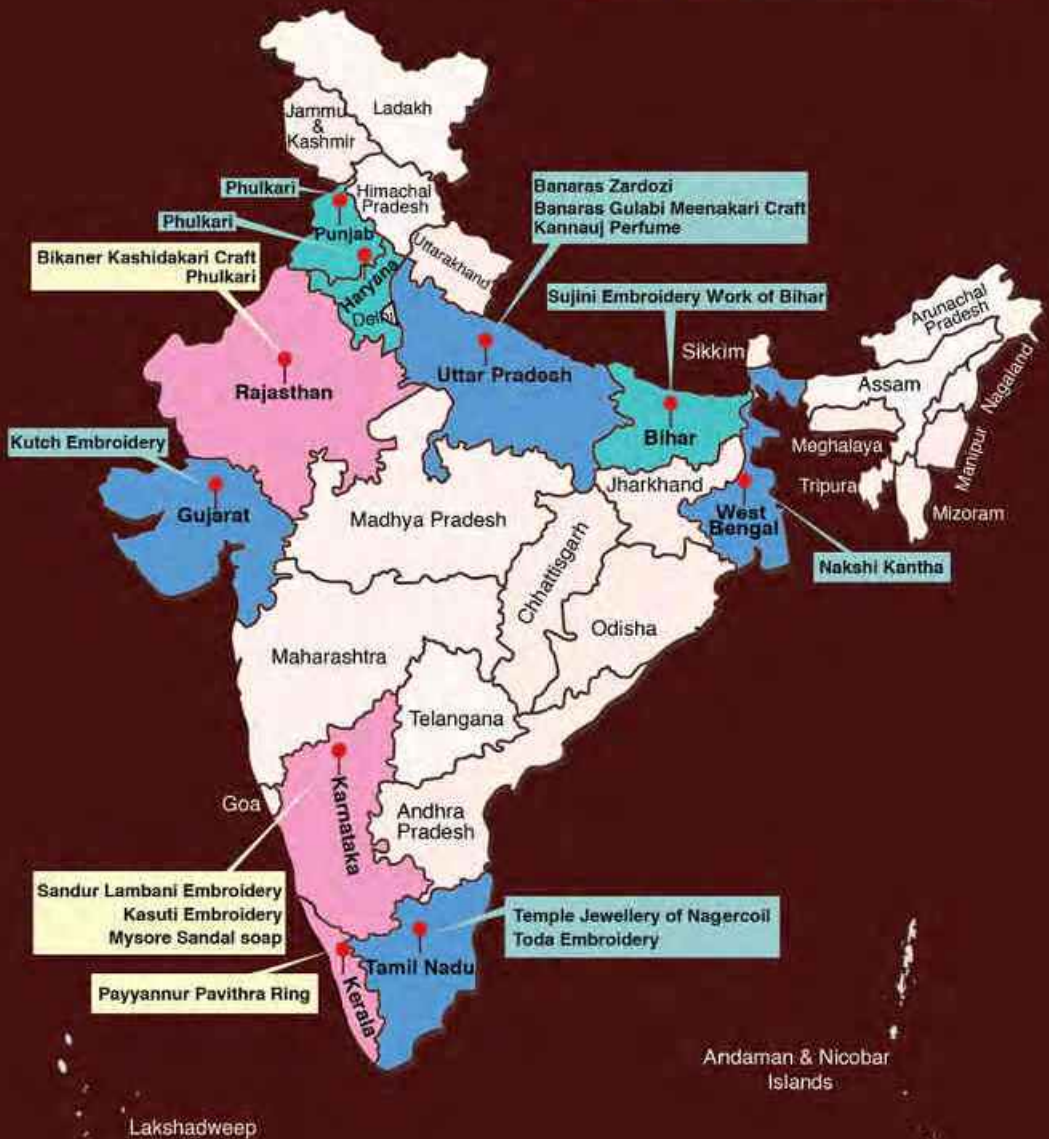 Ladakh
Jammu
&
Kashmir
Phulkari
Himachal
Pradesh
Banaras Zardozi
Banaras Gulabi Meenakari Craft
Kannauj Perfume
Phulkari
Punjab
Uttarakhand
Bikaner Kashidakari Craft
Phulkari
Haryana
Delhi
Sujini Embroidery Work of Bihar
Arunachal
Pradesh
Sikkim
Rajasthan
Uttar Pradesh
Assam
Nagaland
Kutch Embroidery
Bihar
Meghalaya
Manipur
Gujarat
Jharkhand
Tripura
Mizoram
Madhya Pradesh
West
Bengal
Chhattisgarh
Nakshi Kantha
Odisha
Maharashtra
Telangana
Karnataka
Goa
Andhra
Pradesh
Sandur Lambani Embroidery
Kasuti Embroidery
Mysore Sandal soap
Temple Jewellery of Nagercoil
Toda Embroidery
Tamil Nadu
Kerala
Payyannur Pavithra Ring
Andaman & Nicobar
Islands
Lakshadweep